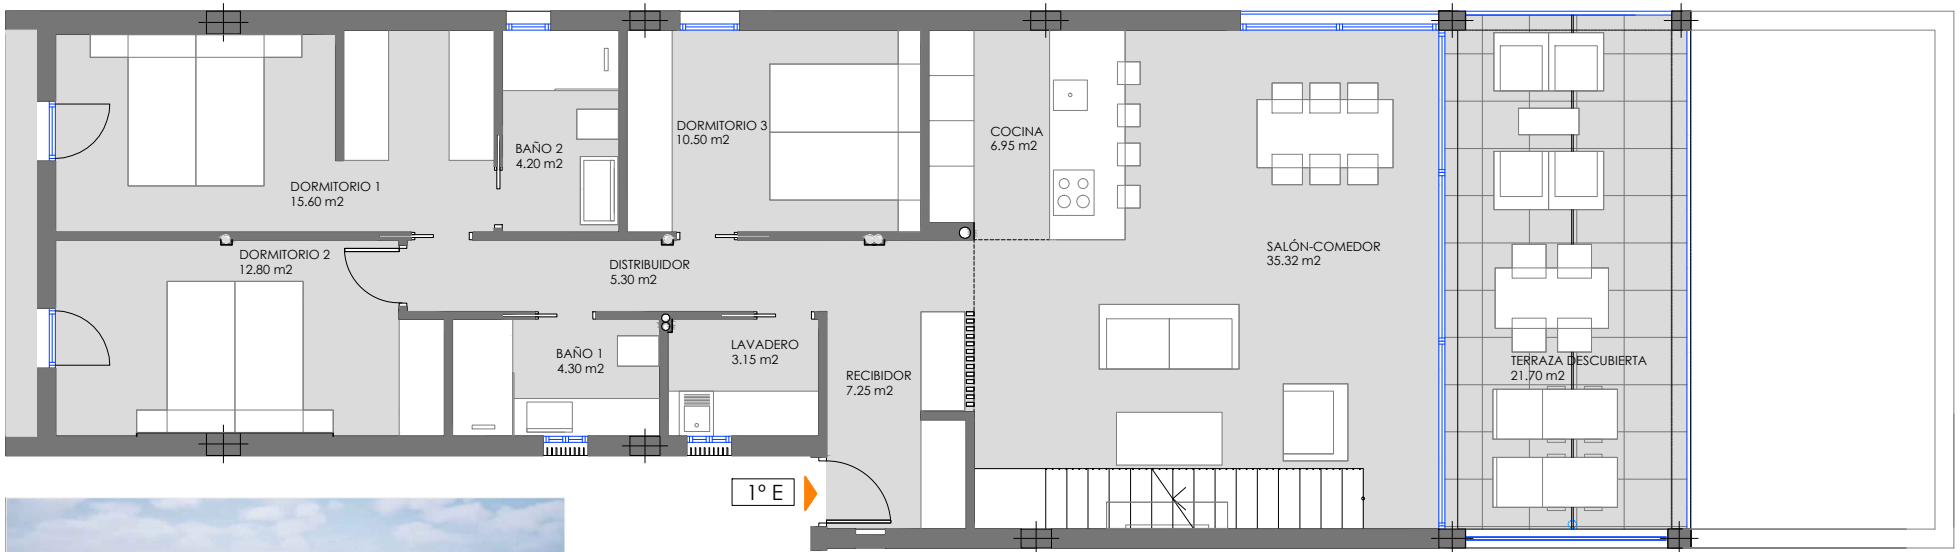 DORMITORIO 1
15.60 m2
BAÑO 2
4.20 m2
DORMITORIO 3
10.50 m2
COCINA
6.95 m2
DORMITORIO 2
12.80 m2
DISTRIBUIDOR
5.30 m2
SALÓN-COMEDOR
35.32 m2
BAÑO 1
4.30 m2
LAVADERO
3.15 m2
RECIBIDOR
7.25 m2
TERRAZA DESCUBIERTA
21.70 m2
1º E